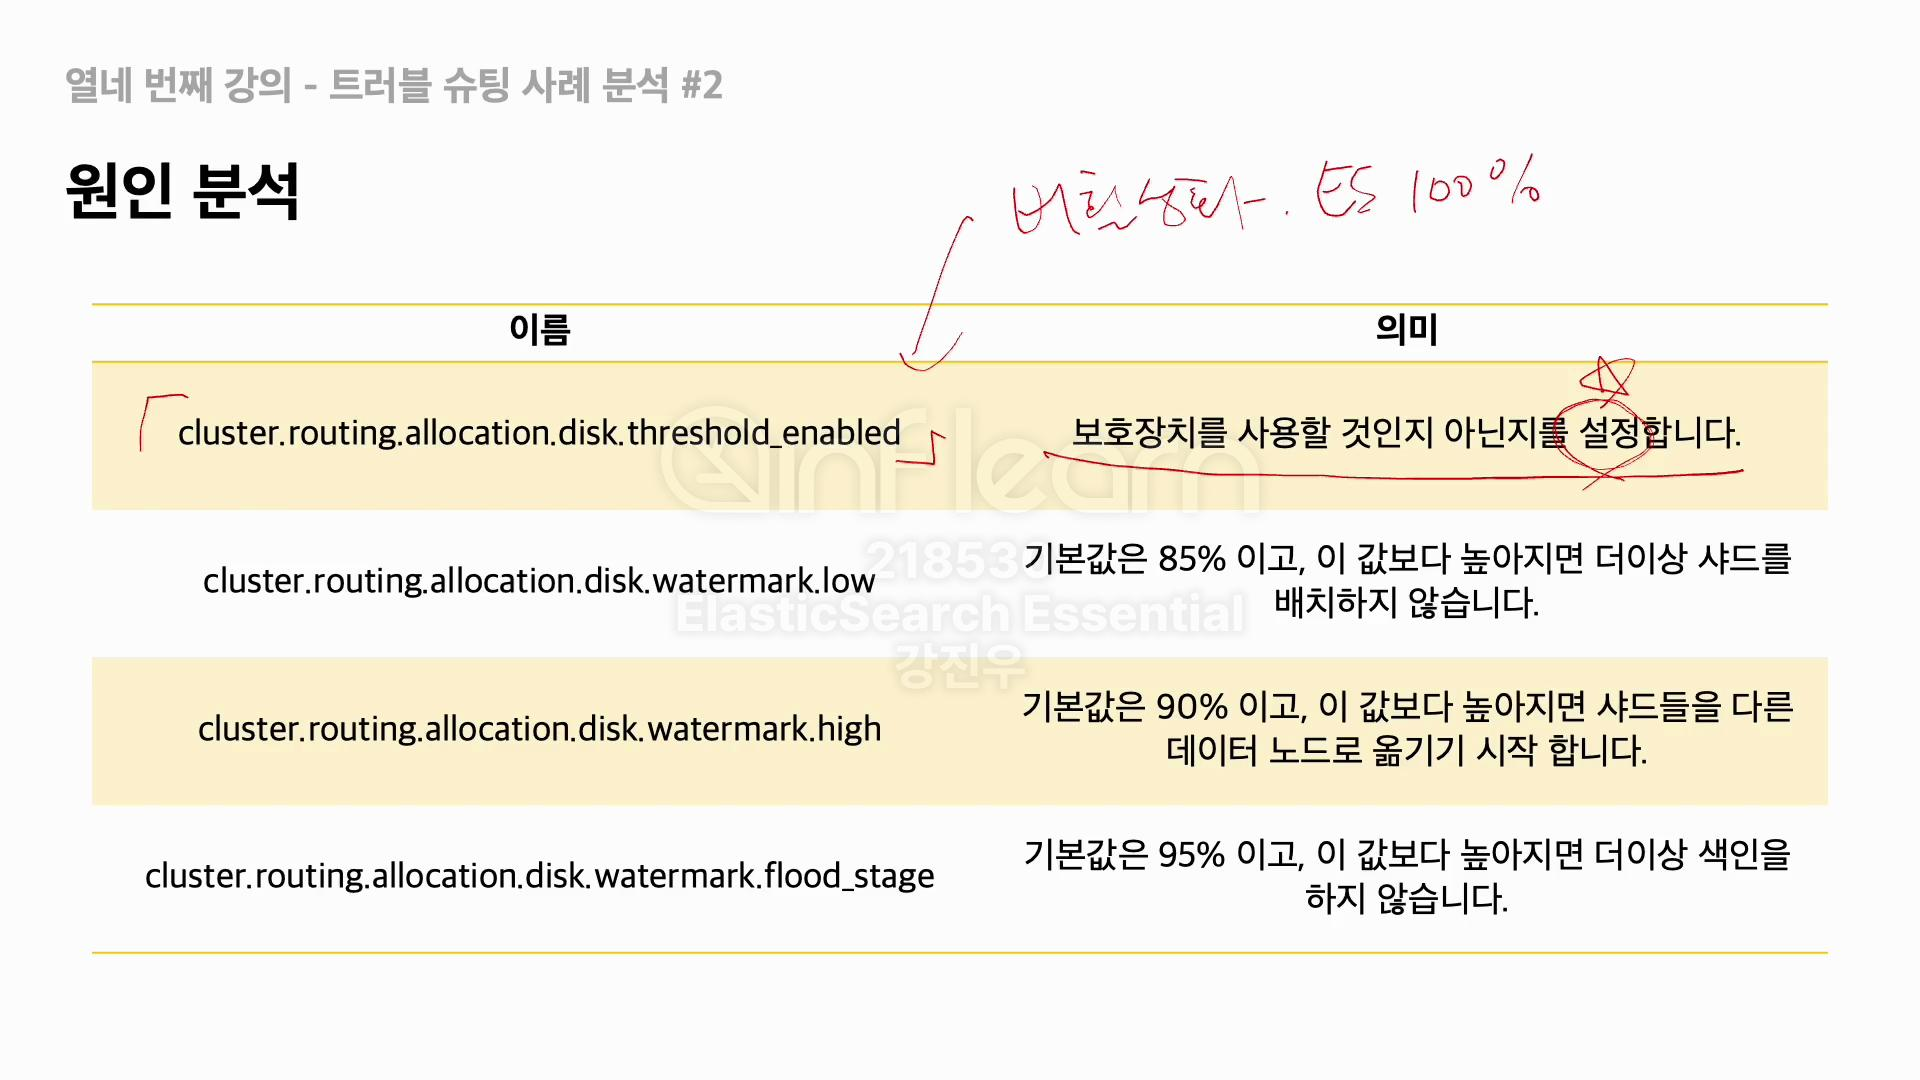 열네 번째 강의 - 트러블 슈팅 사례 분석 #2
원인 분석
ES 100%
이름
의미
cluster.routing.allocation.disk.threshold_enabled
보호장치를 사용할 것인지 아닌지를 설정합니다.
cluster.routing.allocation.disk.watermark.low
기본값은 85% 이고, 이 값보다 높아지면 더이상 샤드를
배치하지 않습니다.
cluster.routing.allocation.disk.watermark.high
기본값은 90% 이고, 이 값보다 높아지면 샤드들을 다른
데이터 노드로 옮기기 시작 합니다.
cluster.routing.allocation.disk.watermark.flood_stage
기본값은 95% 이고, 이 값보다 높아지면 더이상 색인을
하지 않습니다.
inflearn
ElasticSearch Essential
강진우